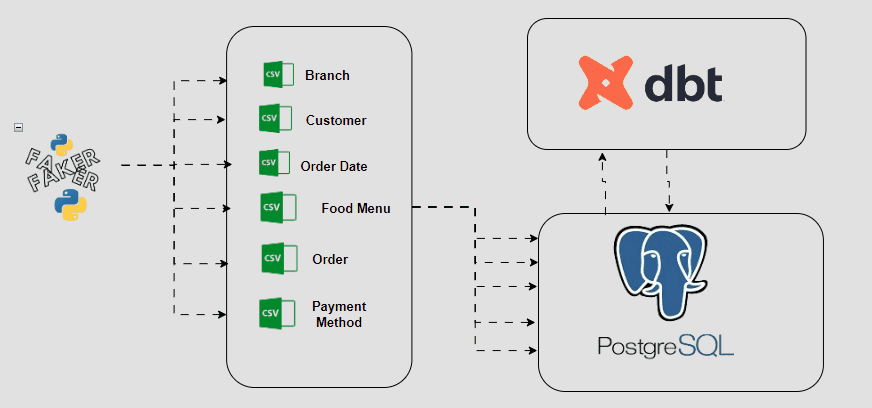 FAKER
FAKER
CSV Branch
CSV Customer
CSV Order Date
CSV Food Menu
CSV Order
CSV Payment
Method
dbt
PostgreSQL